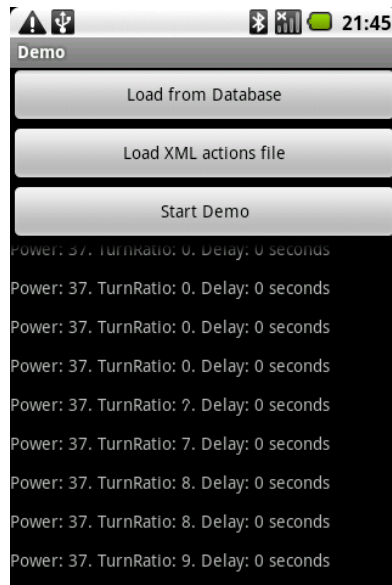 21:45
Demo
Load from Database
Load XML actions file
Start Demo
Power: 37. TurnRatio: 0. Delay: 0 seconds
Power: 37. TurnRatio: 0. Delay: 0 seconds
Power: 37. TurnRatio: 0. Delay: 0 seconds
Power: 37. TurnRatio: 0. Delay: 0 seconds
Power: 37. TurnRatio: ?. Delay: 0 seconds
Power: 37. TurnRatio: 7. Delay: 0 seconds
Power: 37. TurnRatio: 8. Delay: 0 seconds
Power: 37. TurnRatio: 8. Delay: 0 seconds
Power: 37. TurnRatio: 9. Delay: 0 seconds